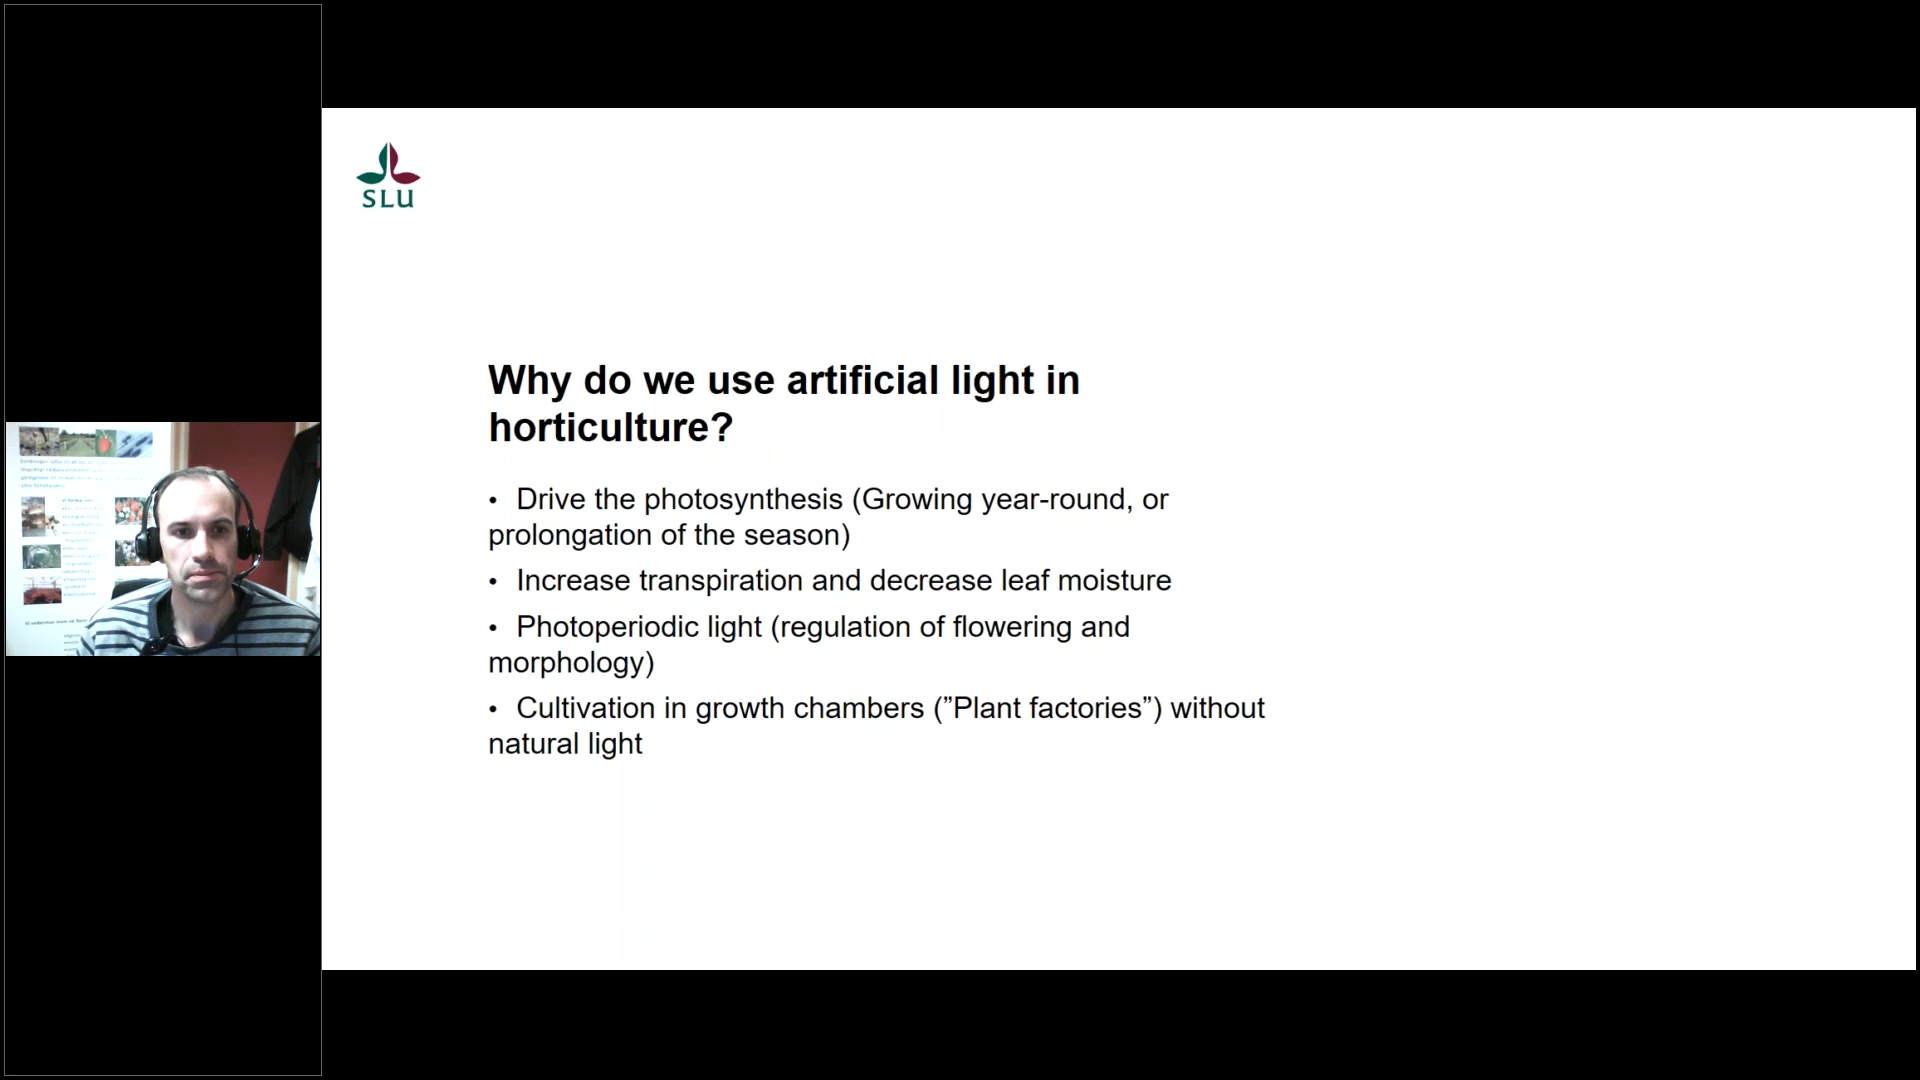 SLU
Why do we use artificial light in
horticulture?
• Drive the photosynthesis (Growing year-round, or
prolongation of the season)
• Increase transpiration and decrease leaf moisture
• Photoperiodic light (regulation of flowering and
morphology)
• Cultivation in growth chambers (”Plant factories”) without
natural light